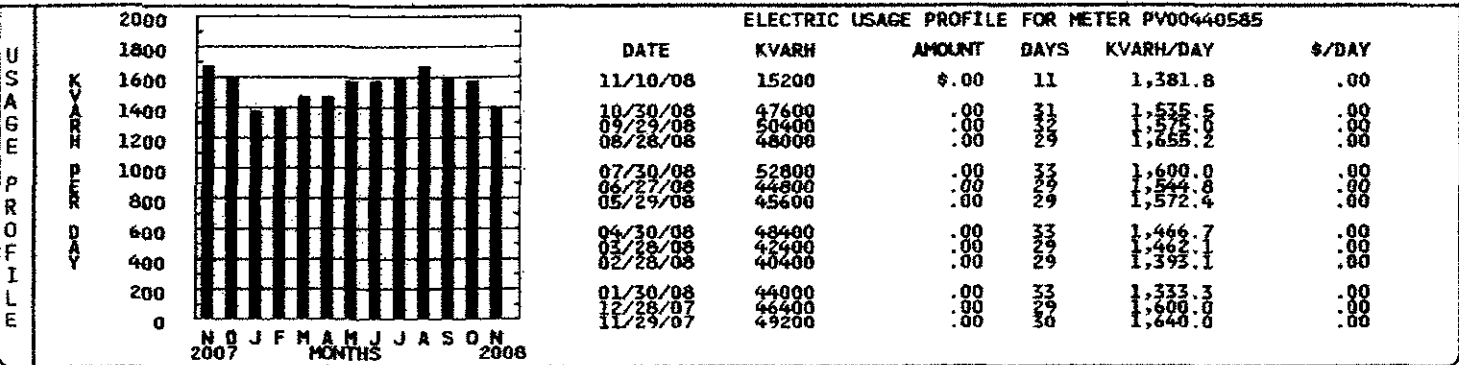 USAGE PROFILE
KVARH PER DAY
2000
1800
1600
1400
1200
1000
800
600
400
200
0
N D J F M A M J J A S O N
2007 MONTHS 2008
ELECTRIC USAGE PROFILE FOR METER PV00440585
DATE KVARH AMOUNT DAYS KVARH/DAY $/DAY
11/10/08 15200 $.00 11 1,381.8 .00
10/30/08 47600 .00 31 1,535.5 .00
09/29/08 50400 .00 32 1,575.0 .00
08/28/08 48000 .00 29 1,655.2 .00
07/30/08 52800 .00 33 1,600.0 .00
06/27/08 44800 .00 29 1,544.8 .00
05/29/08 45600 .00 29 1,572.4 .00
04/30/08 48400 .00 33 1,466.7 .00
03/28/08 42400 .00 29 1,462.1 .00
02/28/08 40400 .00 29 1,393.1 .00
01/30/08 44000 .00 33 1,333.3 .00
12/28/07 46400 .00 29 1,600.0 .00
11/29/07 49200 .00 30 1,640.0 .00